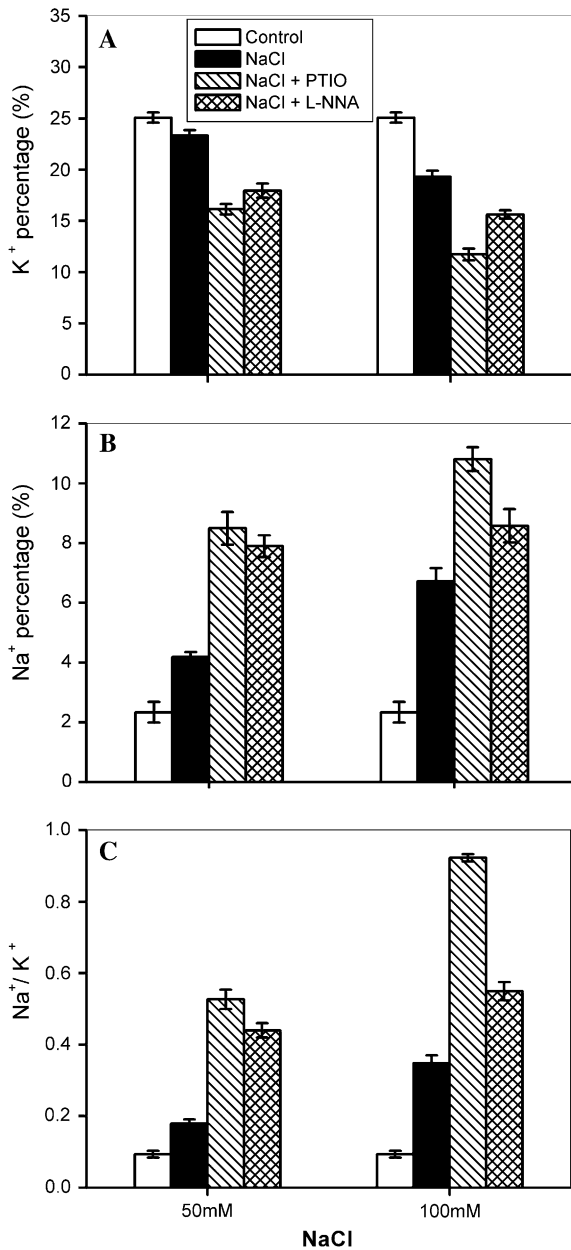 A
Control
NaCl
NaCl + PTIO
NaCl + L-NNA
K⁺ percentage (%)
35
30
25
20
15
10
5
0
B
Na⁺ percentage (%)
12
10
8
6
4
2
0
C
Na⁺/ K⁺
1.0
0.8
0.6
0.4
0.2
0.0
50mM
100mM
NaCl